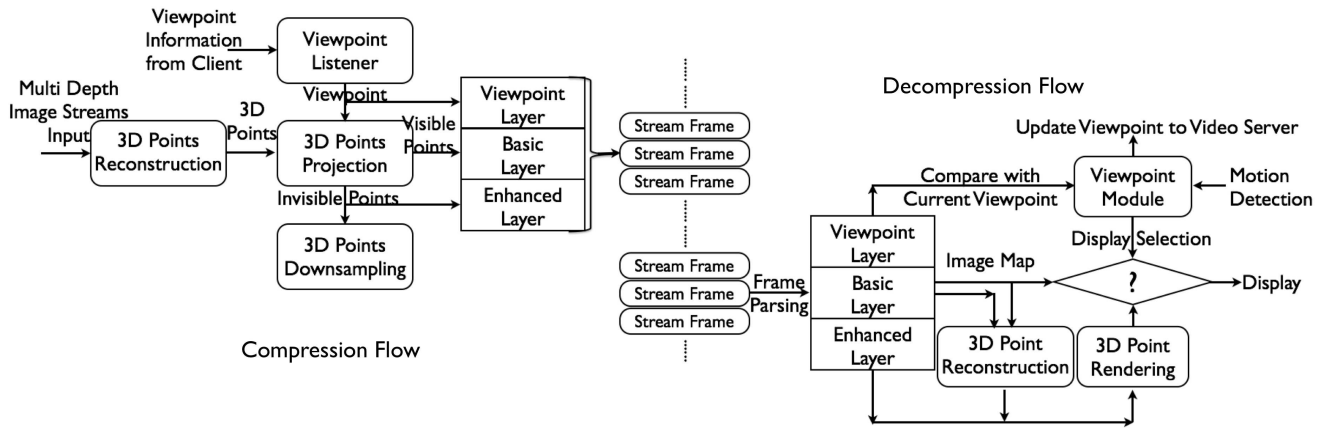 Viewpoint
Information
from Client
Viewpoint
Listener
Multi Depth
Image Streams
Input
3D Points
Reconstruction
3D
Points
Viewpoint
3D Points
Projection
Visible
Points
Invisible Points
3D Points
Downsampling
Viewpoint
Layer
Basic
Layer
Enhanced
Layer
Compression Flow
Stream Frame
Stream Frame
Stream Frame
Stream Frame
Stream Frame
Stream Frame
Decompression Flow
Update Viewpoint to Video Server
Compare with
Current Viewpoint
Viewpoint
Module
Motion
Detection
Frame
Parsing
Viewpoint
Layer
Basic
Layer
Enhanced
Layer
Display Selection
Image Map
?
Display
3D Point
Reconstruction
3D Point
Rendering